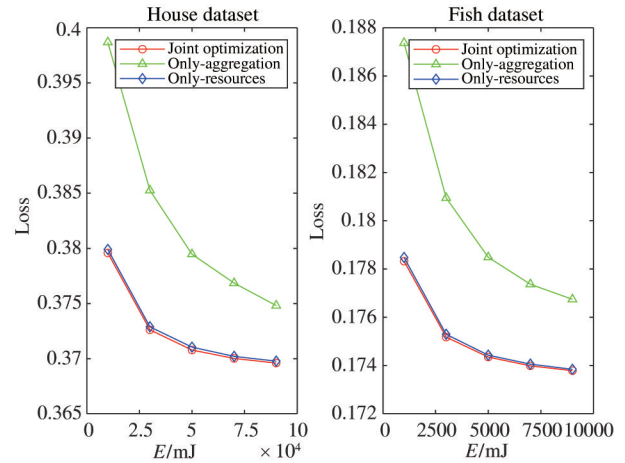 House dataset
0.4
0.395
0.39
0.385
0.38
0.375
0.37
0.365
Loss
Joint optimization
Only-aggregation
Only-resources
0
2.5
5.0
7.5
10
E/mJ
× 10⁴
Fish dataset
0.188
0.186
0.184
0.182
0.18
0.178
0.176
0.174
0.172
Loss
Joint optimization
Only-aggregation
Only-resources
0
2500
5000
7500
10000
E/mJ